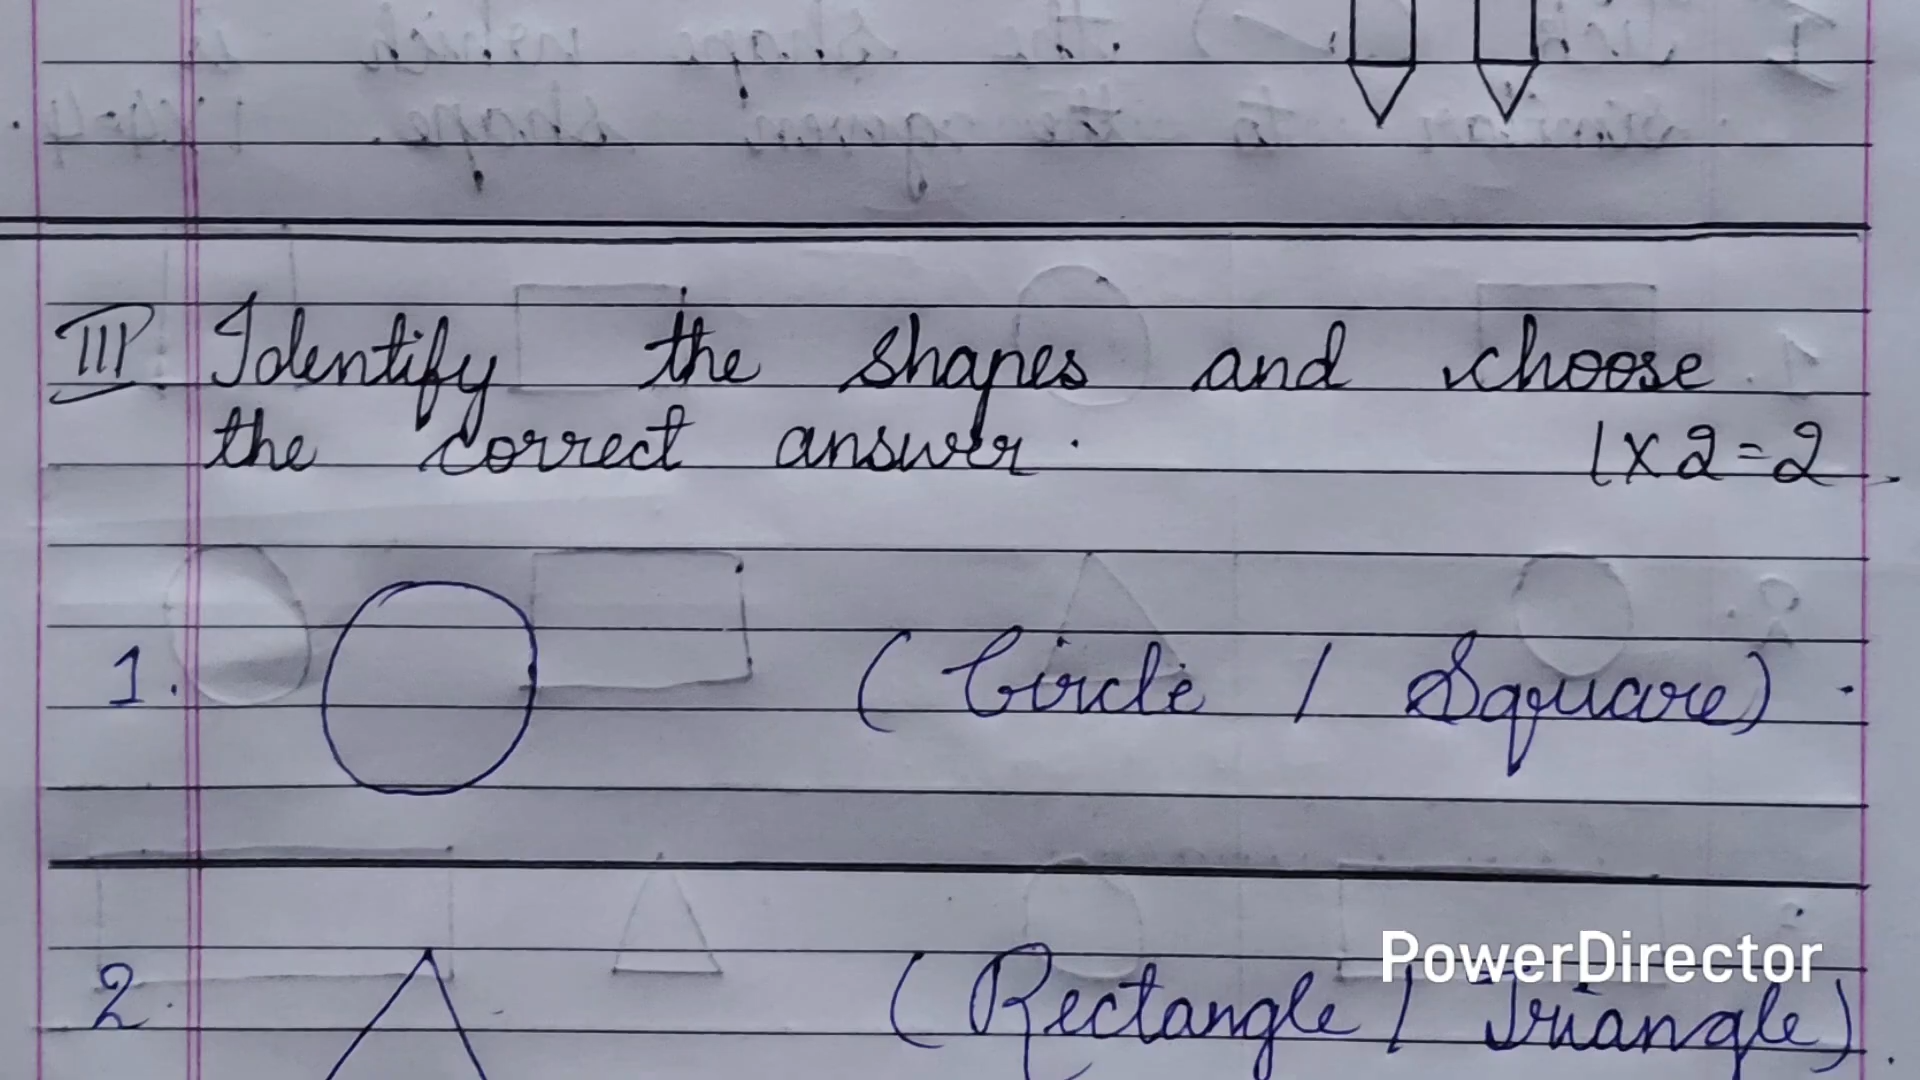 III. Identify the shapes and choose
the correct answer. 1×2=2
1. (Circle / Square).
2. (Rectangle / Triangle).
PowerDirector